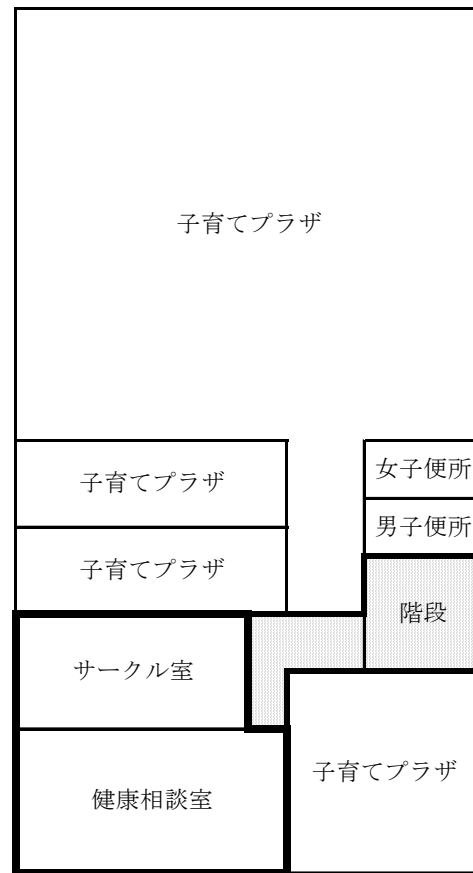 子育てプラザ
子育てプラザ
女子便所
男子便所
子育てプラザ
階段
サークル室
子育てプラザ
健康相談室